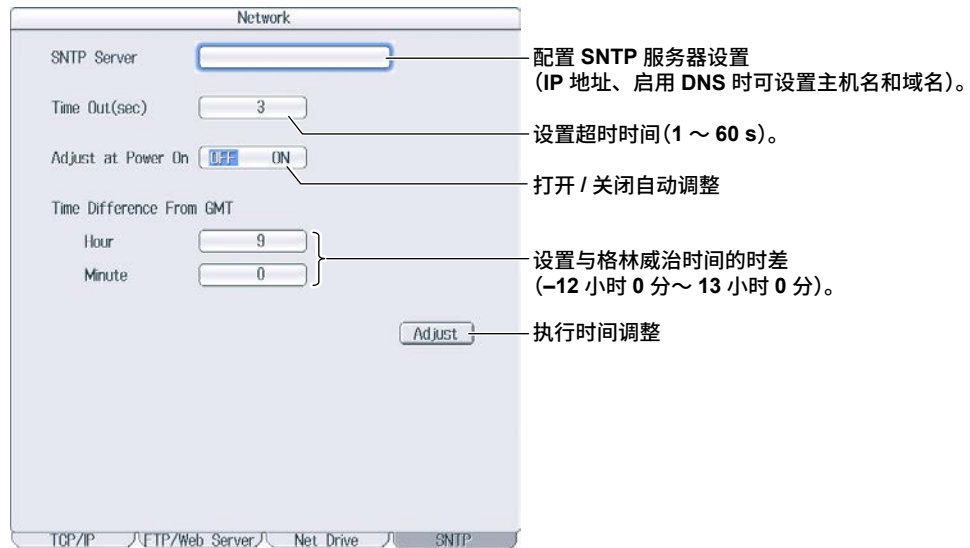 Network
SNTP Server
配置 SNTP 服务器设置
（IP 地址、启用 DNS 时可设置主机名和域名）。
Time Out(sec) 3
设置超时时间（1 ～ 60 s）。
Adjust at Power On OFF ON
打开 / 关闭自动调整
Time Difference From GMT
Hour 9
Minute 0
设置与格林威治时间的时差
（–12 小时 0 分～ 13 小时 0 分）。
Adjust
执行时间调整
TCP/IP FTP/Web Server Net Drive SNTP